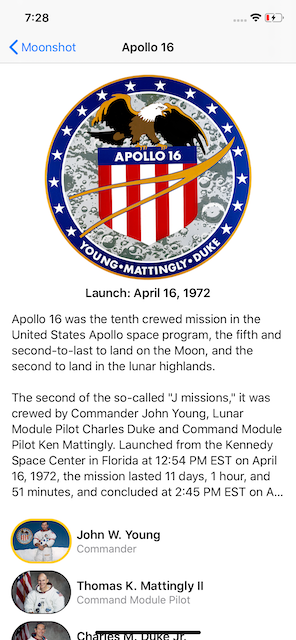 7:28
Moonshot
Apollo 16
APOLLO 16
YOUNG•MATTINGLY•DUKE
Launch: April 16, 1972
Apollo 16 was the tenth crewed mission in the
United States Apollo space program, the fifth and
second-to-last to land on the Moon, and the
second to land in the lunar highlands.
The second of the so-called "J missions," it was
crewed by Commander John Young, Lunar
Module Pilot Charles Duke and Command Module
Pilot Ken Mattingly. Launched from the Kennedy
Space Center in Florida at 12:54 PM EST on April
16, 1972, the mission lasted 11 days, 1 hour, and
51 minutes, and concluded at 2:45 PM EST on A...
John W. Young
Commander
Thomas K. Mattingly II
Command Module Pilot
Charles M. Duke Jr.